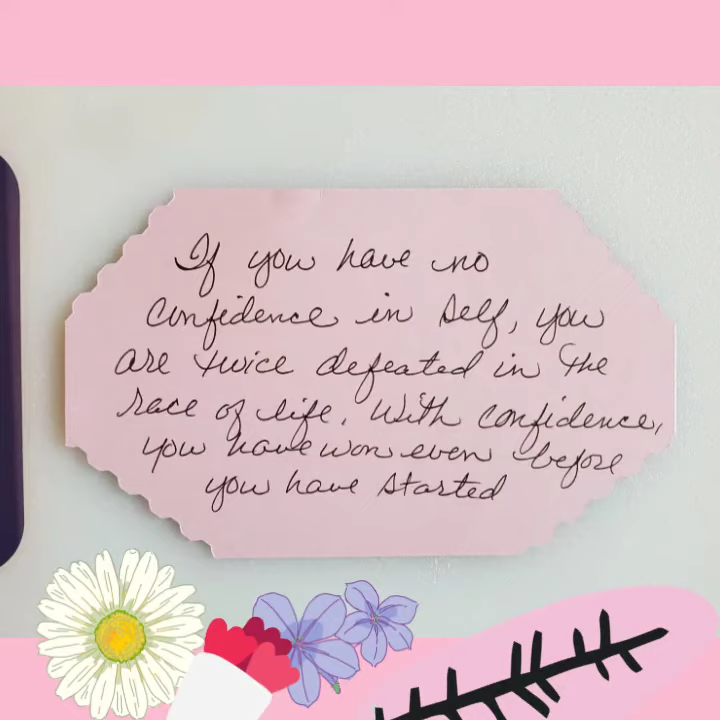 If you have no
confidence in self, you
are twice defeated in the
race of life. With confidence,
you have won even before
you have started